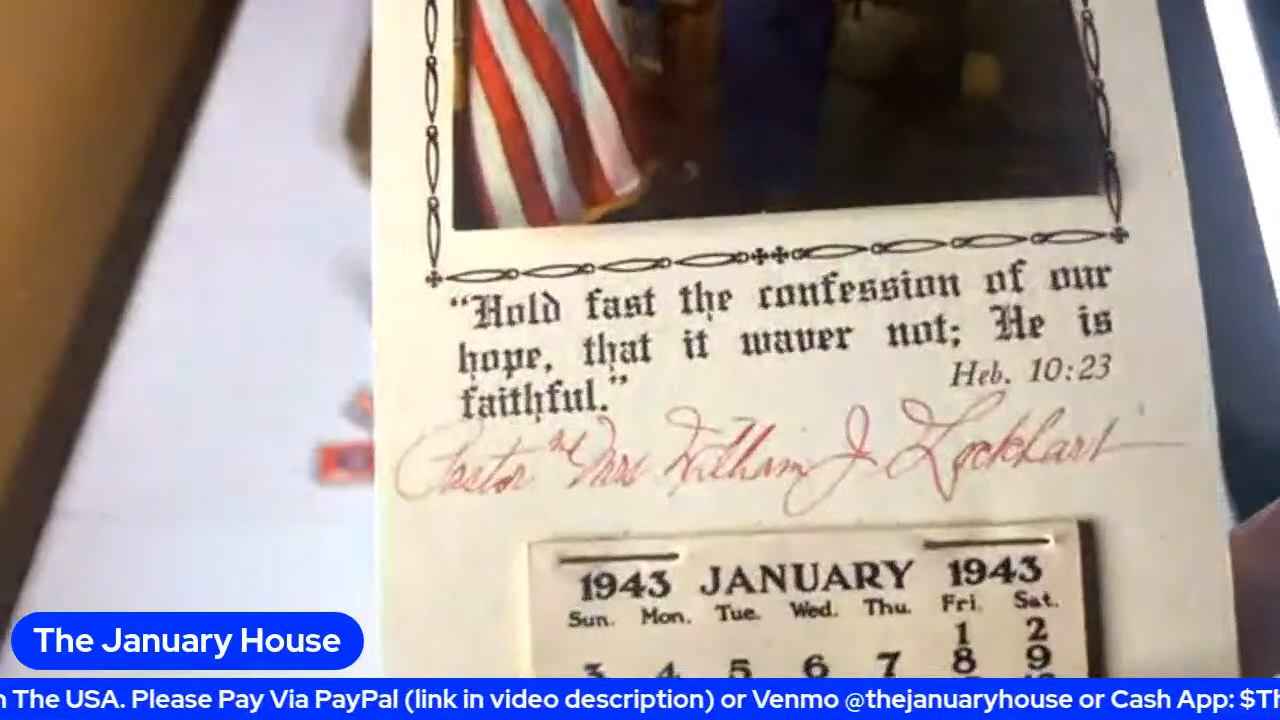 “Hold fast the confession of our
hope, that it waver not; He is
faithful.”
Heb. 10:23
Pastor and Mrs William J Lockhart
1943 JANUARY 1943
Sun. Mon. Tue. Wed. Thu. Fri. Sat.
1 2
3 4 5 6 7 8 9
The January House
The USA. Please Pay Via PayPal (link in video description) or Venmo @thejanuaryhouse or Cash App: